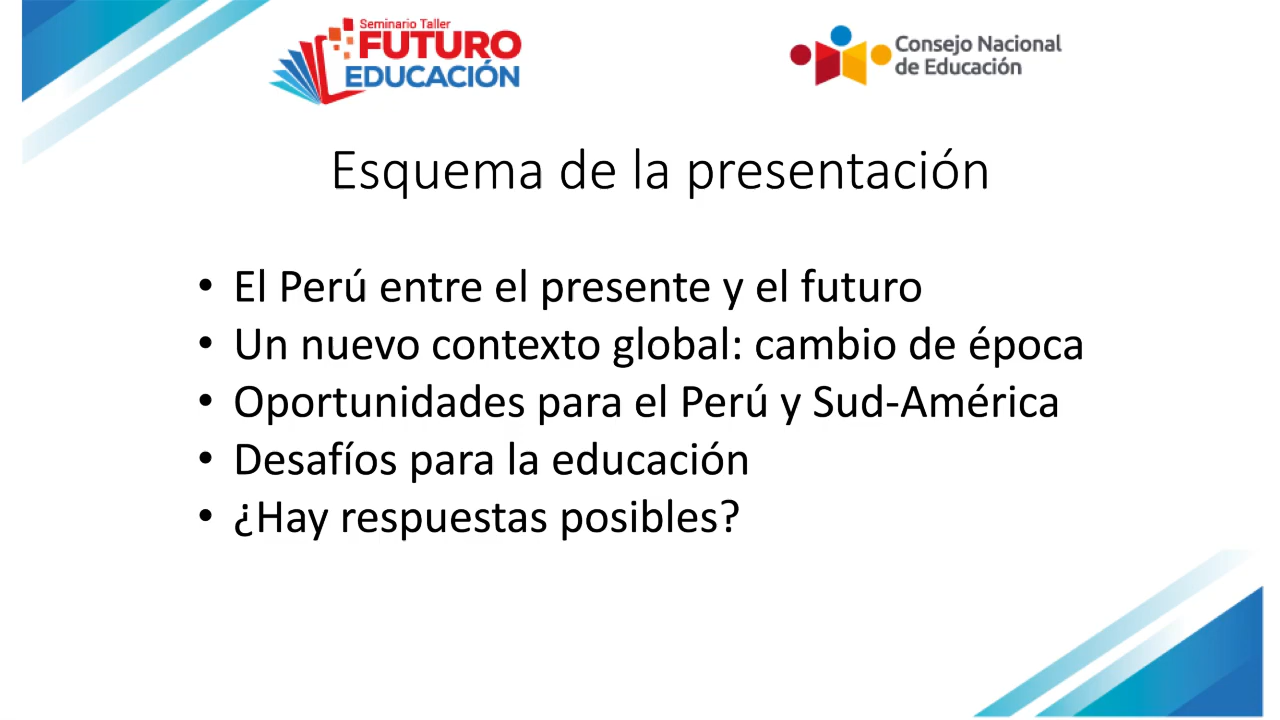 Seminario Taller
FUTURO
EDUCACIÓN
Consejo Nacional
de Educación
Esquema de la presentación
• El Perú entre el presente y el futuro
• Un nuevo contexto global: cambio de época
• Oportunidades para el Perú y Sud-América
• Desafíos para la educación
• ¿Hay respuestas posibles?